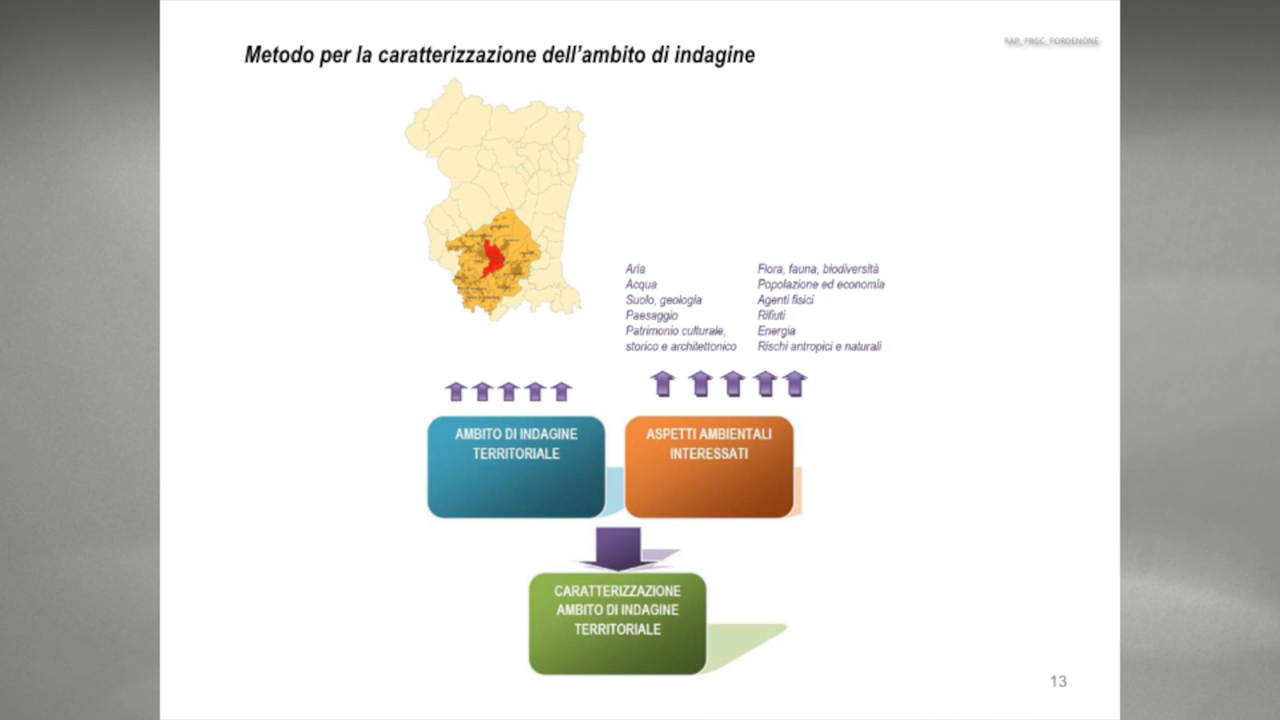 RAP_PRGC_PORDENONE
Metodo per la caratterizzazione dell'ambito di indagine
Aria
Acqua
Suolo, geologia
Paesaggio
Patrimonio culturale,
storico e architettonico
Flora, fauna, biodiversità
Popolazione ed economia
Agenti fisici
Rifiuti
Energia
Rischi antropici e naturali
AMBITO DI INDAGINE
TERRITORIALE
ASPETTI AMBIENTALI
INTERESSATI
CARATTERIZZAZIONE
AMBITO DI INDAGINE
TERRITORIALE
13